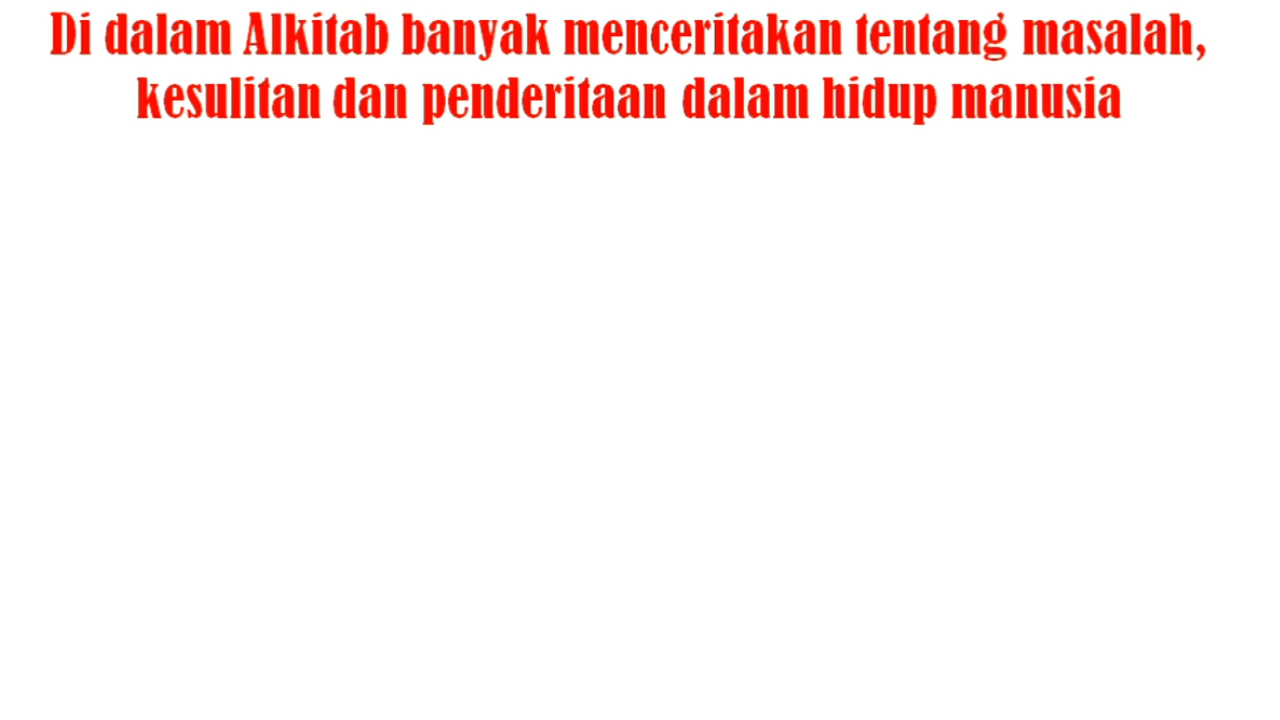 Di dalam Alkitab banyak menceritakan tentang masalah,
kesulitan dan penderitaan dalam hidup manusia